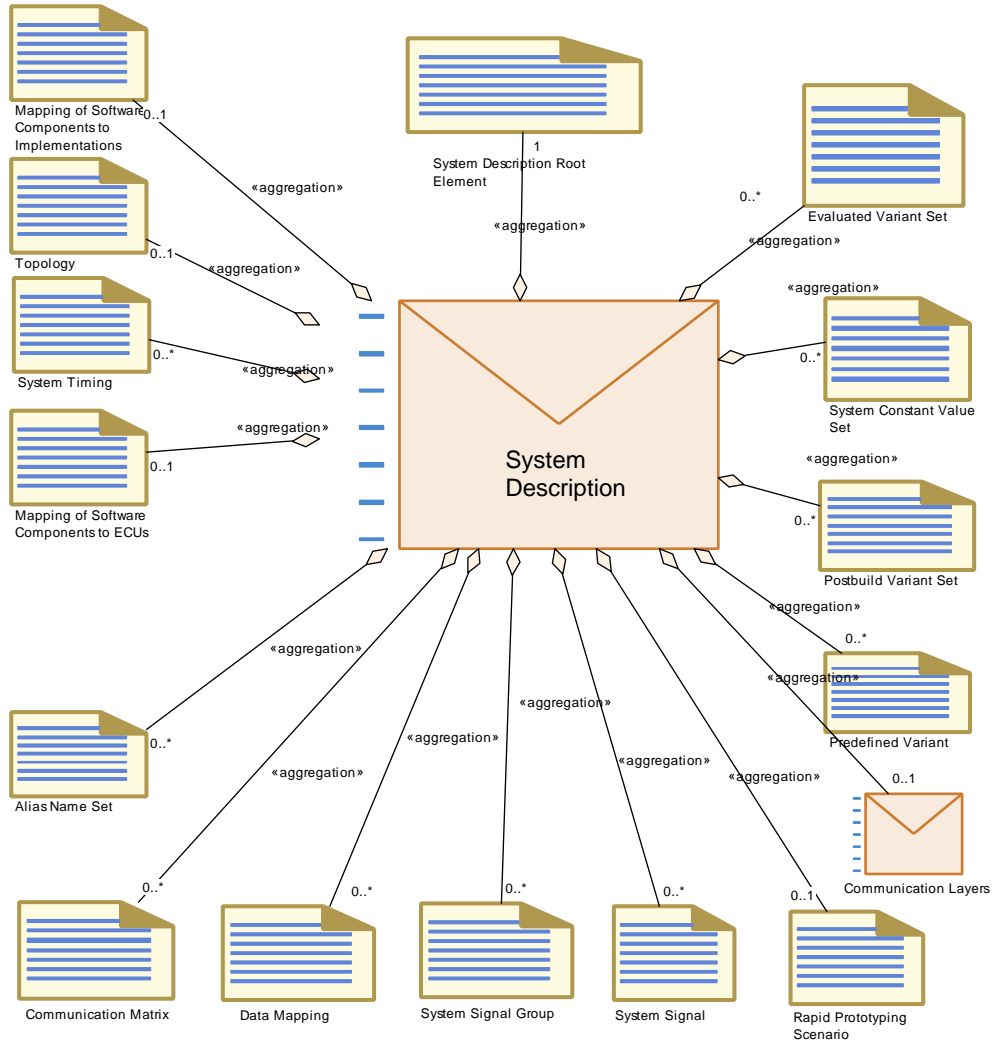 Mapping of Software
Components to
Implementations
0..1
«aggregation»
1
System Description Root
Element
«aggregation»
0..*
Evaluated Variant Set
«aggregation»
Topology
0..1
«aggregation»
System Timing
0..*
«aggregation»
«aggregation»
0..*
System Constant Value
Set
Mapping of Software
Components to ECUs
0..1
«aggregation»
System
Description
«aggregation»
0..*
Postbuild Variant Set
«aggregation»
0..*
Predefined Variant
«aggregation»
0..1
Communication Layers
«aggregation»
0..*
Alias Name Set
«aggregation»
0..*
Communication Matrix
«aggregation»
0..*
Data Mapping
«aggregation»
0..*
System Signal Group
«aggregation»
0..*
System Signal
«aggregation»
0..1
Rapid Prototyping
Scenario